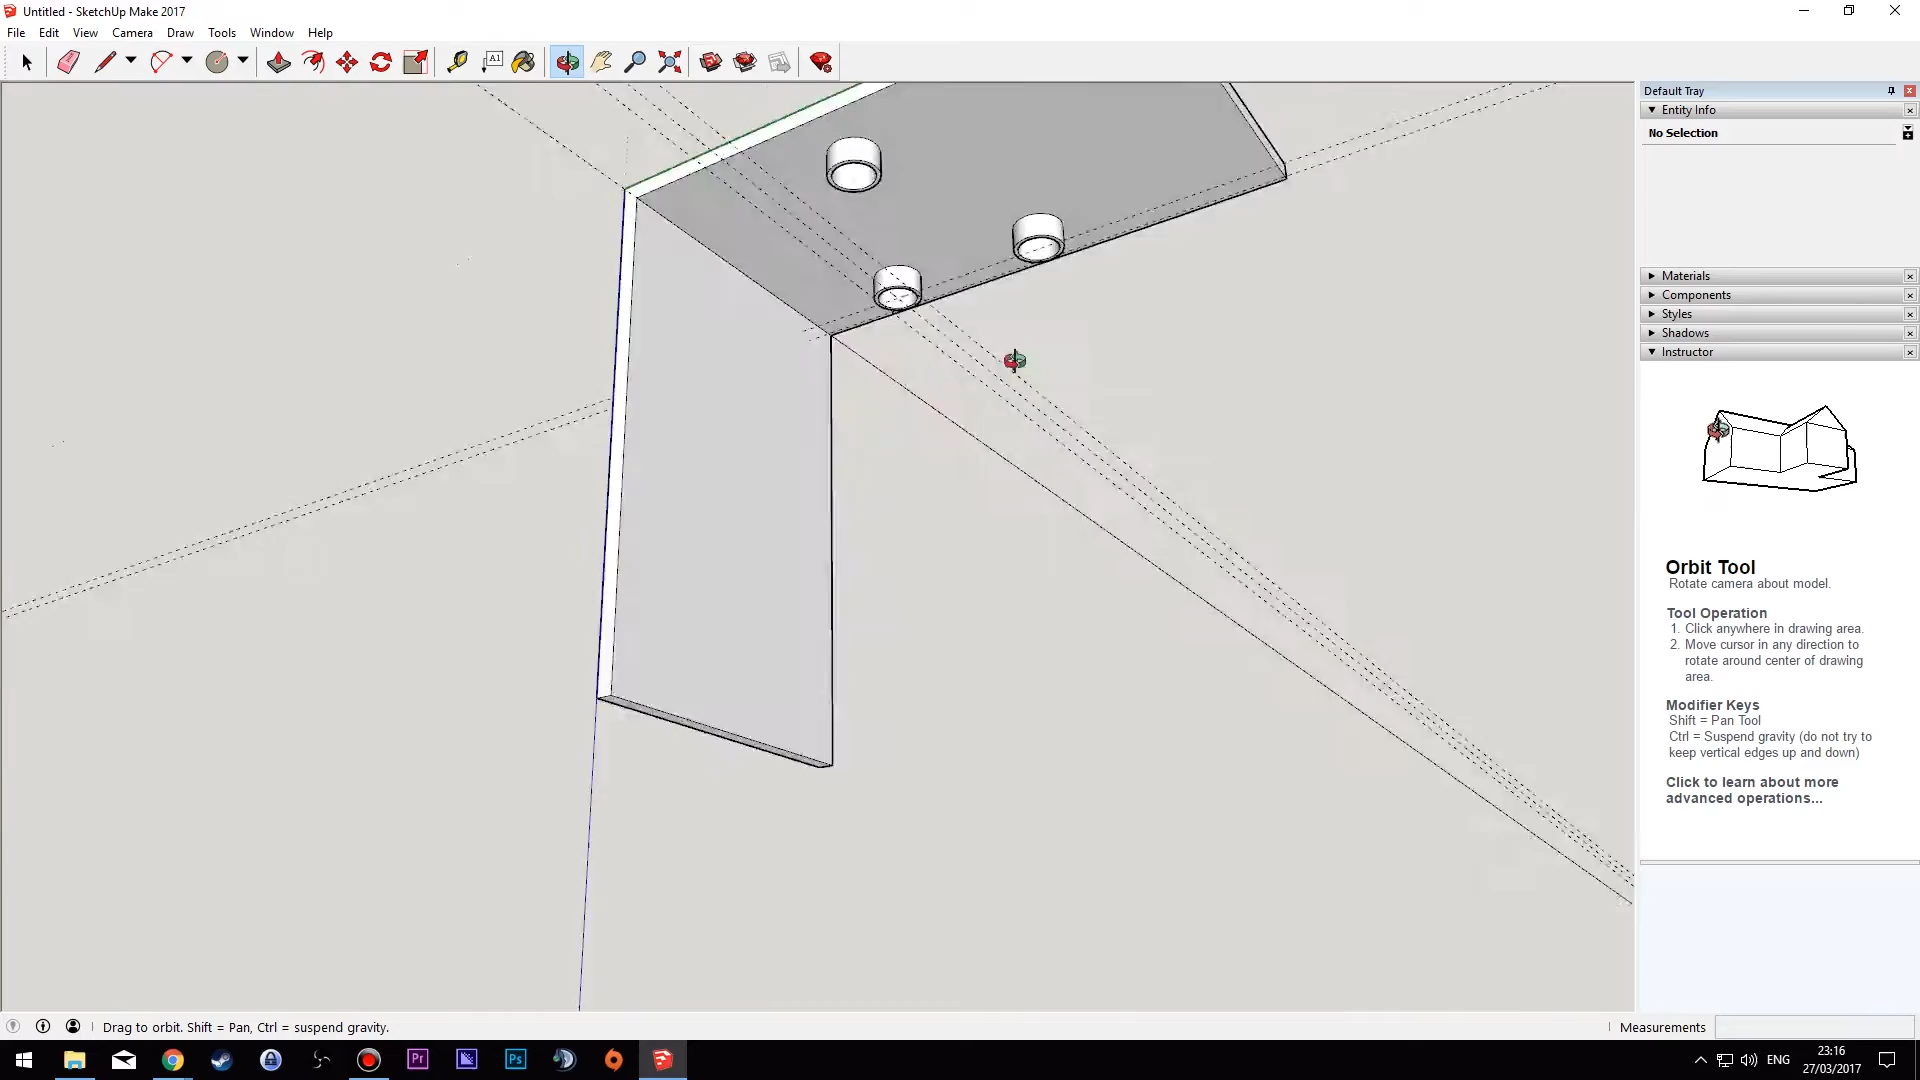 Untitled - SketchUp Make 2017
File Edit View Camera Draw Tools Window Help
A1
Default Tray
Entity Info
No Selection
Materials
Components
Styles
Shadows
Instructor
Orbit Tool
Rotate camera about model.
Tool Operation
1. Click anywhere in drawing area.
2. Move cursor in any direction to
rotate around center of drawing
area.
Modifier Keys
Shift = Pan Tool
Ctrl = Suspend gravity (do not try to
keep vertical edges up and down)
Click to learn about more
advanced operations...
Drag to orbit. Shift = Pan, Ctrl = suspend gravity.
Measurements
Pr
Ps
ENG
23:16
27/03/2017